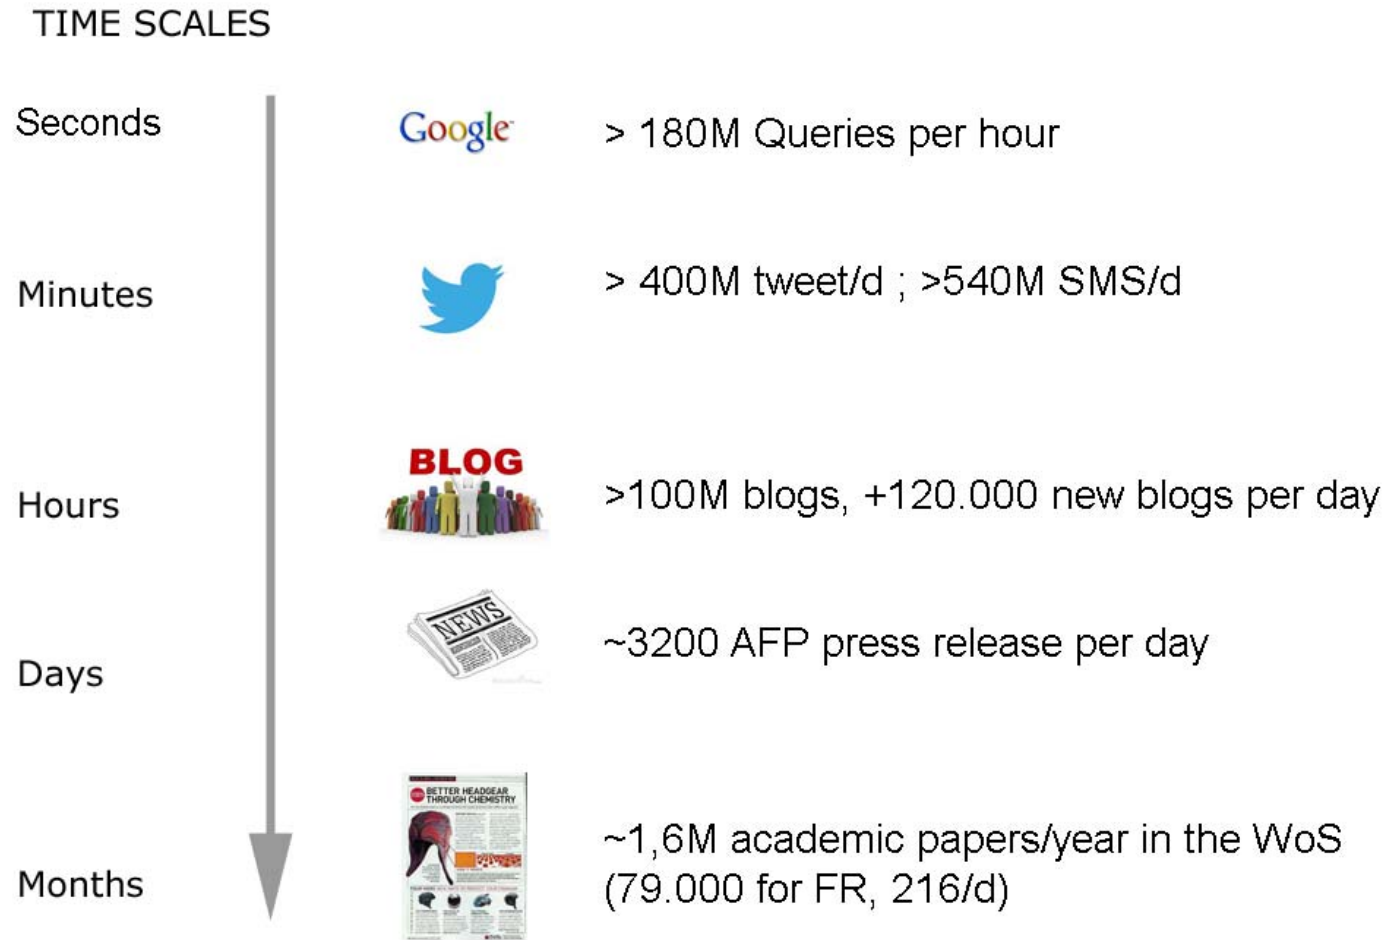 TIME SCALES
Seconds
Google
> 180M Queries per hour
Minutes
> 400M tweet/d ; >540M SMS/d
BLOG
Hours
>100M blogs, +120.000 new blogs per day
NEWS
Days
~3200 AFP press release per day
BETTER HEADGEAR
THROUGH CHEMISTRY
Months
~1,6M academic papers/year in the WoS
(79.000 for FR, 216/d)